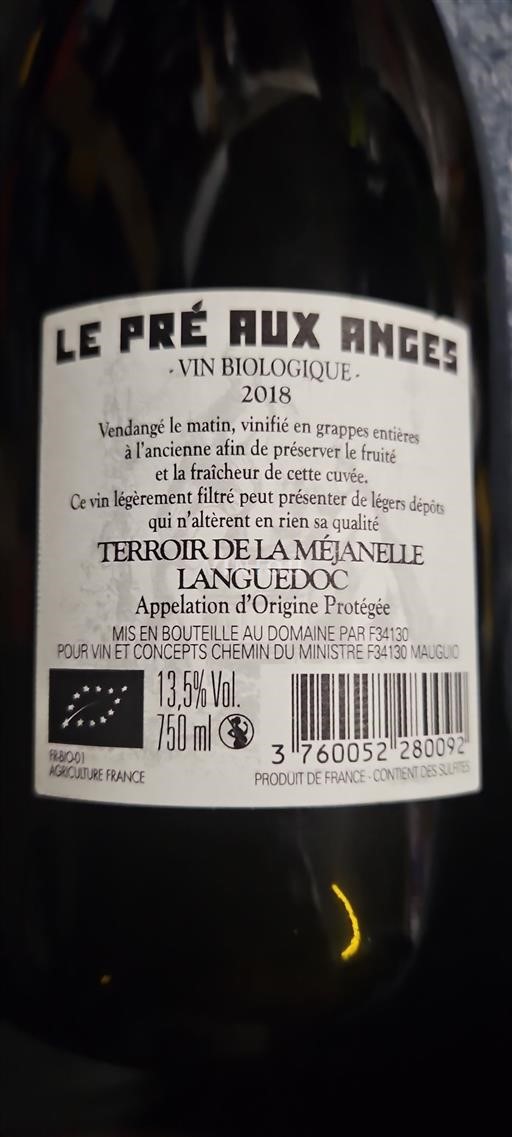 LE PRÉ AUX ANGES
- VIN BIOLOGIQUE -
2018
Vendangé le matin, vinifié en grappes entières
à l'ancienne afin de préserver le fruité
et la fraîcheur de cette cuvée.
Ce vin légèrement filtré peut présenter de légers dépôts
qui n'altèrent en rien sa qualité
TERROIR DE LA MÉJANELLE
LANGUEDOC
Appelation d'Origine Protégée
MIS EN BOUTEILLE AU DOMAINE PAR F34130
POUR VIN ET CONCEPTS CHEMIN DU MINISTRE F34130 MAUGUIO
13,5% Vol.
750 ml
FR-BIO-01
AGRICULTURE FRANCE
3 760052 280092
PRODUIT DE FRANCE - CONTIENT DES SULFITES